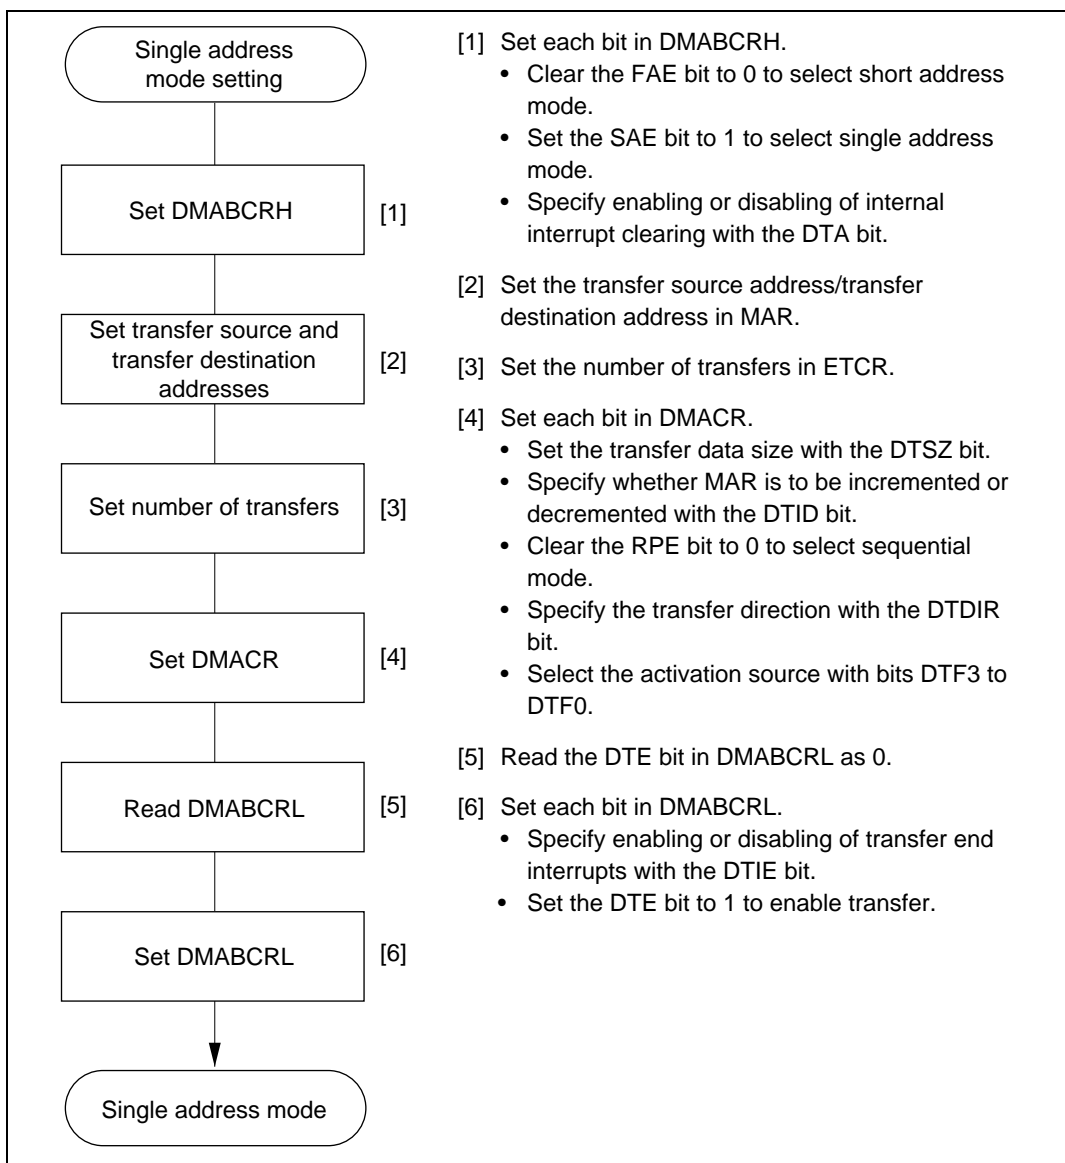 Single address
mode setting
Set DMABCRH
[1]
Set transfer source and
transfer destination
addresses
[2]
Set number of transfers
[3]
Set DMACR
[4]
Read DMABCRL
[5]
Set DMABCRL
[6]
Single address mode
[1] Set each bit in DMABCRH.
• Clear the FAE bit to 0 to select short address
mode.
• Set the SAE bit to 1 to select single address
mode.
• Specify enabling or disabling of internal
interrupt clearing with the DTA bit.
[2] Set the transfer source address/transfer
destination address in MAR.
[3] Set the number of transfers in ETCR.
[4] Set each bit in DMACR.
• Set the transfer data size with the DTSZ bit.
• Specify whether MAR is to be incremented or
decremented with the DTID bit.
• Clear the RPE bit to 0 to select sequential
mode.
• Specify the transfer direction with the DTDIR
bit.
• Select the activation source with bits DTF3 to
DTF0.
[5] Read the DTE bit in DMABCRL as 0.
[6] Set each bit in DMABCRL.
• Specify enabling or disabling of transfer end
interrupts with the DTIE bit.
• Set the DTE bit to 1 to enable transfer.